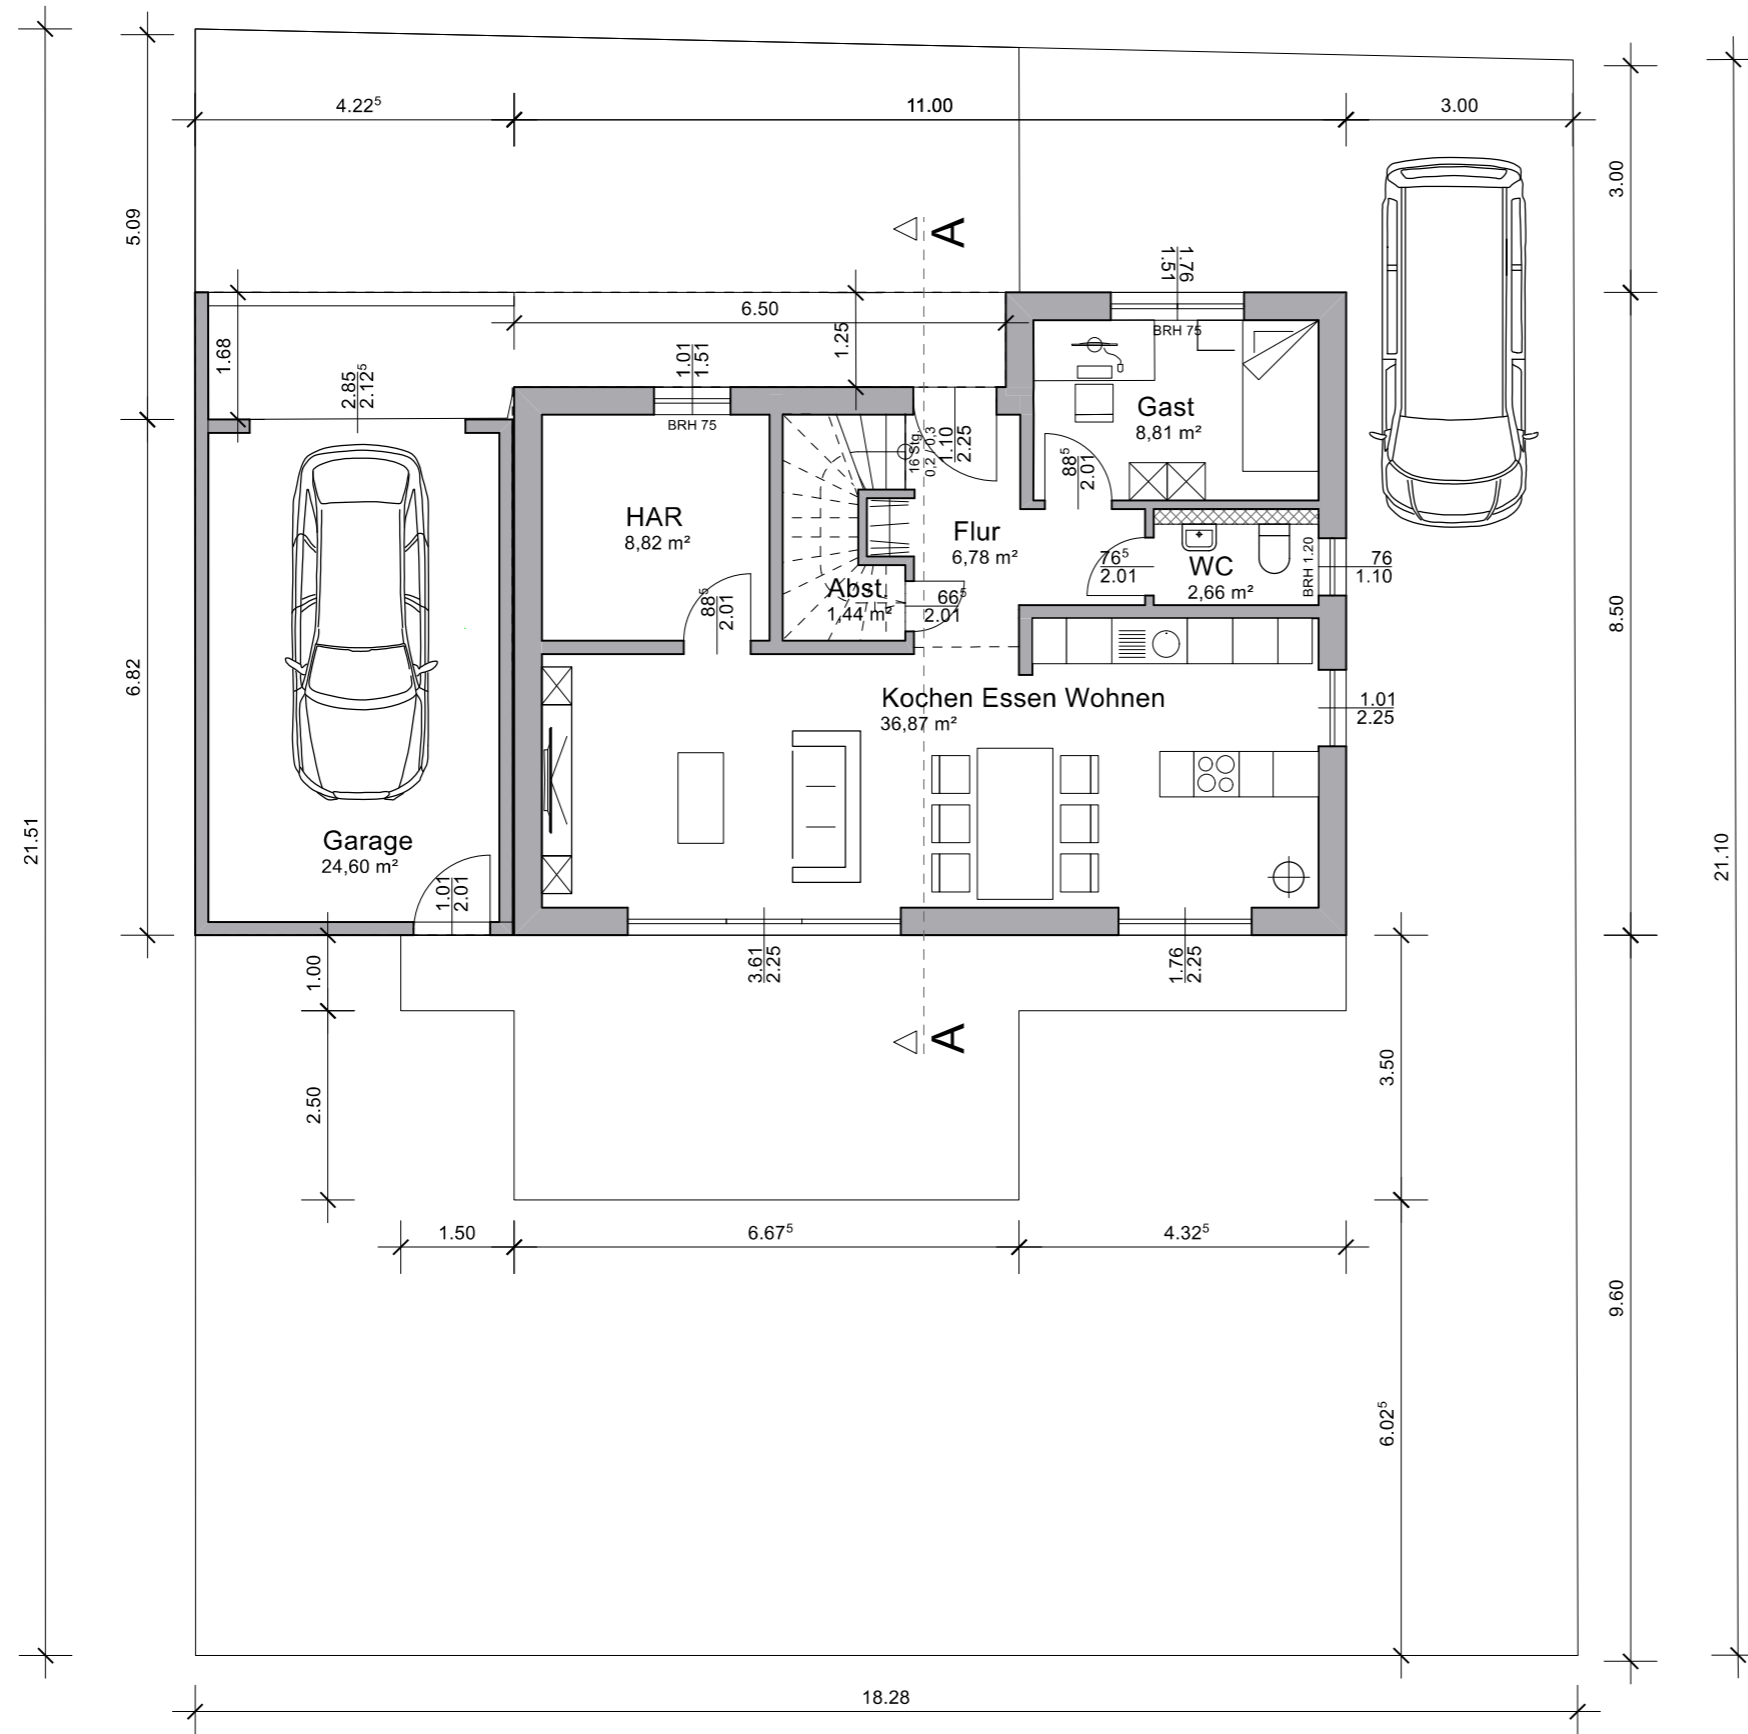 4.22⁵
11.00
3.00
5.09
3.00
A
1.76
1.51
BRH 75
6.50
1.25
1.68
1.01
1.51
BRH 75
2.85
2.12⁵
16 Stg.
0,2 / 0,3
1.10
2.25
Gast
8,81 m²
88⁵
2.01
HAR
8,82 m²
Flur
6,78 m²
76⁵
2.01
WC
2,66 m²
BRH 1.20
76
1.10
Abst.
1,44 m²
66⁵
2.01
88⁵
2.01
8.50
6.82
Kochen Essen Wohnen
36,87 m²
1.01
2.25
Garage
24,60 m²
1.01
2.01
21.51
21.10
3.61
2.25
1.76
2.25
1.00
A
2.50
3.50
1.50
6.67⁵
4.32⁵
9.60
6.02⁵
18.28